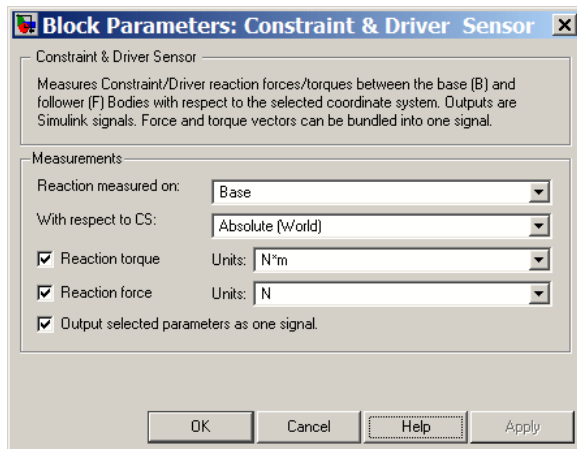 Block Parameters: Constraint & Driver Sensor
Constraint & Driver Sensor
Measures Constraint/Driver reaction forces/torques between the base (B) and
follower (F) Bodies with respect to the selected coordinate system. Outputs are
Simulink signals. Force and torque vectors can be bundled into one signal.
Measurements
Reaction measured on: Base
With respect to CS: Absolute (World)
Reaction torque Units: N*m
Reaction force Units: N
Output selected parameters as one signal.
OK Cancel Help Apply